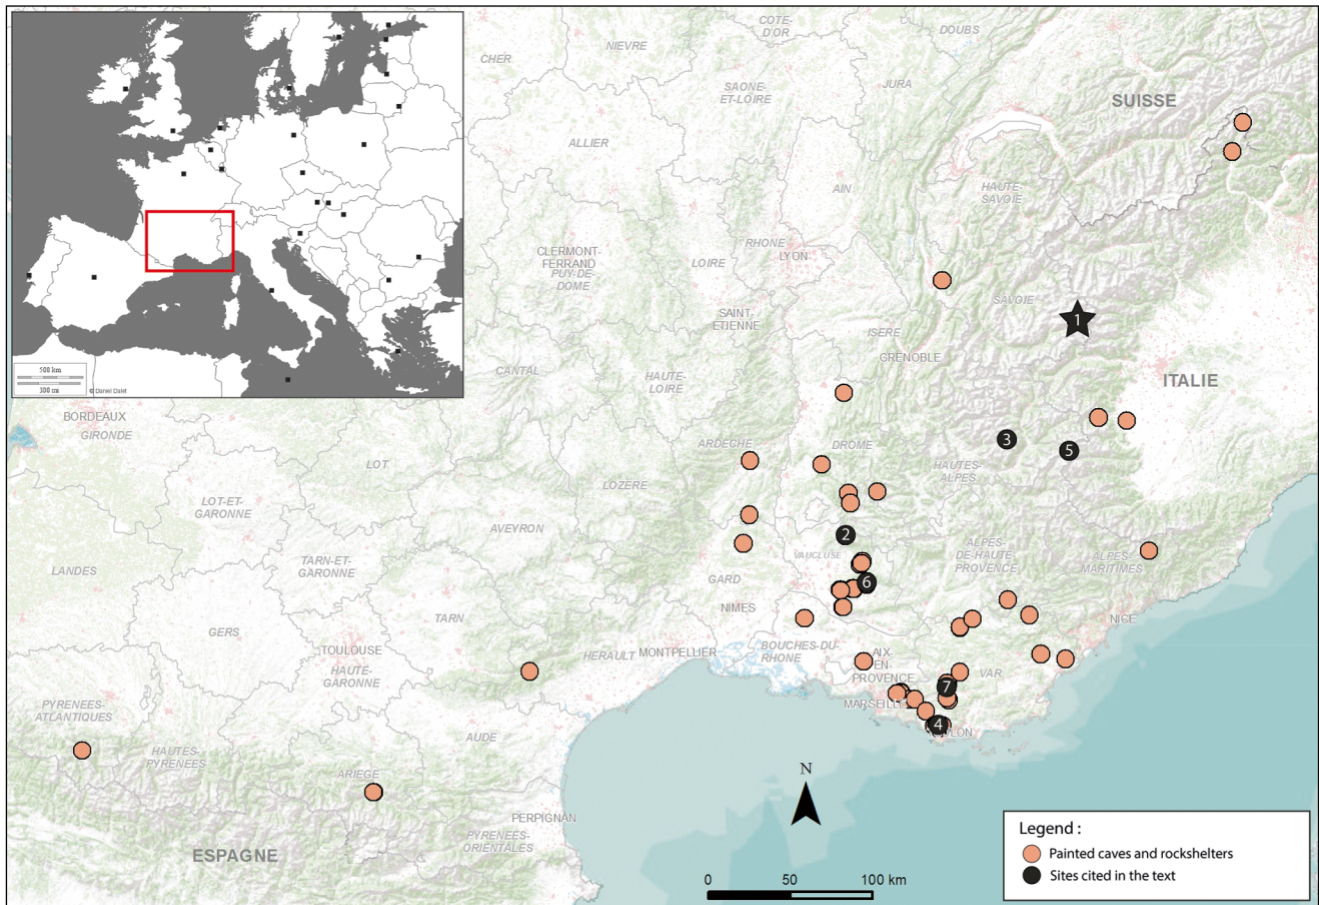 500 km
300 mi
© Daniel Dalet
COTE-
D'OR
DOUBS
NIEVRE
CHER
SAONE-
ET-LOIRE
JURA
SUISSE
ALLIER
AIN
HAUTE-
SAVOIE
RHONE
LYON
CLERMONT-
FERRAND
PUY-DE-
DOME
LOIRE
SAVOIE
SAINT-
ETIENNE
1
ISERE
GRENOBLE
CANTAL
HAUTE-
LOIRE
ITALIE
BORDEAUX
GIRONDE
ARDECHE
DROME
3
5
LOT
HAUTES-
ALPES
LOZERE
LOT-ET-
GARONNE
AVEYRON
2
VAUCLUSE
ALPES-
DE-HAUTE-
PROVENCE
ALPES-
MARITIMES
LANDES
TARN-ET-
GARONNE
GARD
6
NIMES
TARN
NICE
GERS
TOULOUSE
HAUTE-
GARONNE
HERAULT
MONTPELLIER
BOUCHES-DU-
RHONE
AIX-
EN-
PROVENCE
VAR
7
MARSEILLE
4
PYRENEES-
ATLANTIQUES
HAUTES-
PYRENEES
AUDE
ARIEGE
N
PERPIGNAN
PYRENEES-
ORIENTALES
ESPAGNE
0 50 100 km
Legend :
Painted caves and rockshelters
Sites cited in the text